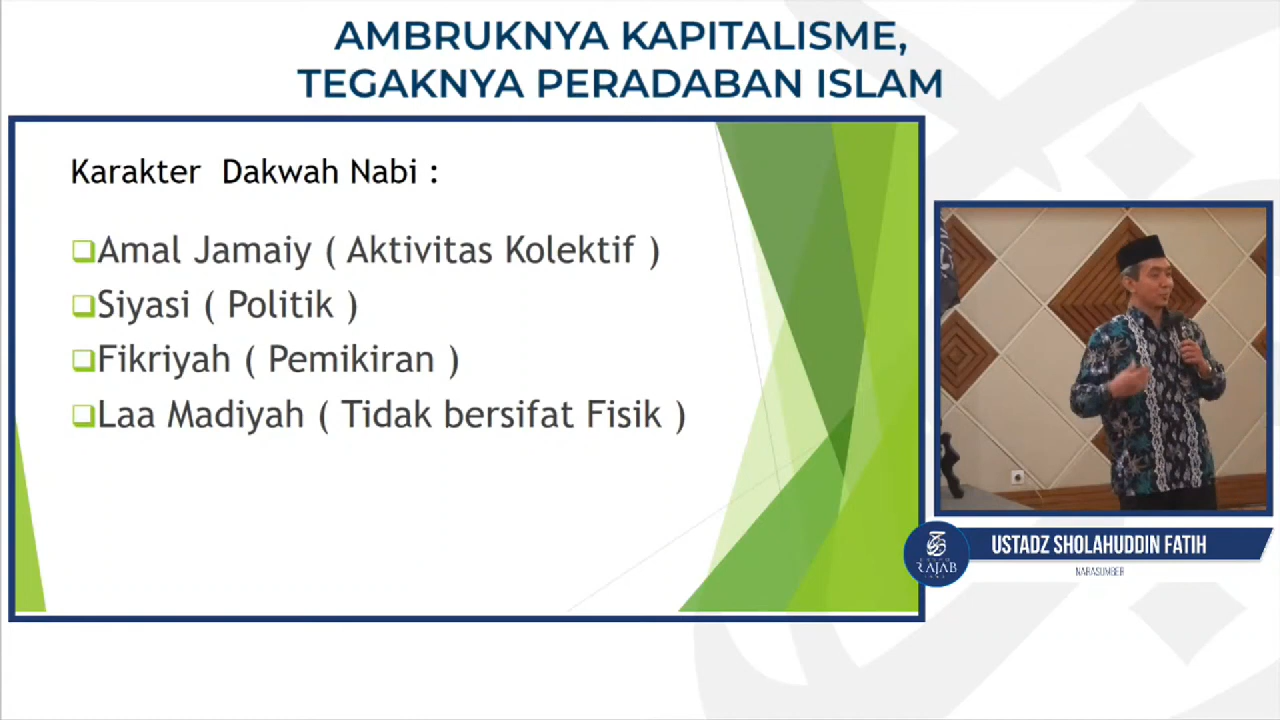 AMBRUKNYA KAPITALISME,
TEGAKNYA PERADABAN ISLAM
Karakter Dakwah Nabi :
Amal Jamaiy ( Aktivitas Kolektif )
Siyasi ( Politik )
Fikriyah ( Pemikiran )
Laa Madiyah ( Tidak bersifat Fisik )
USTADZ SHOLAHUDDIN FATIH
NARASUMBER
RAJAB